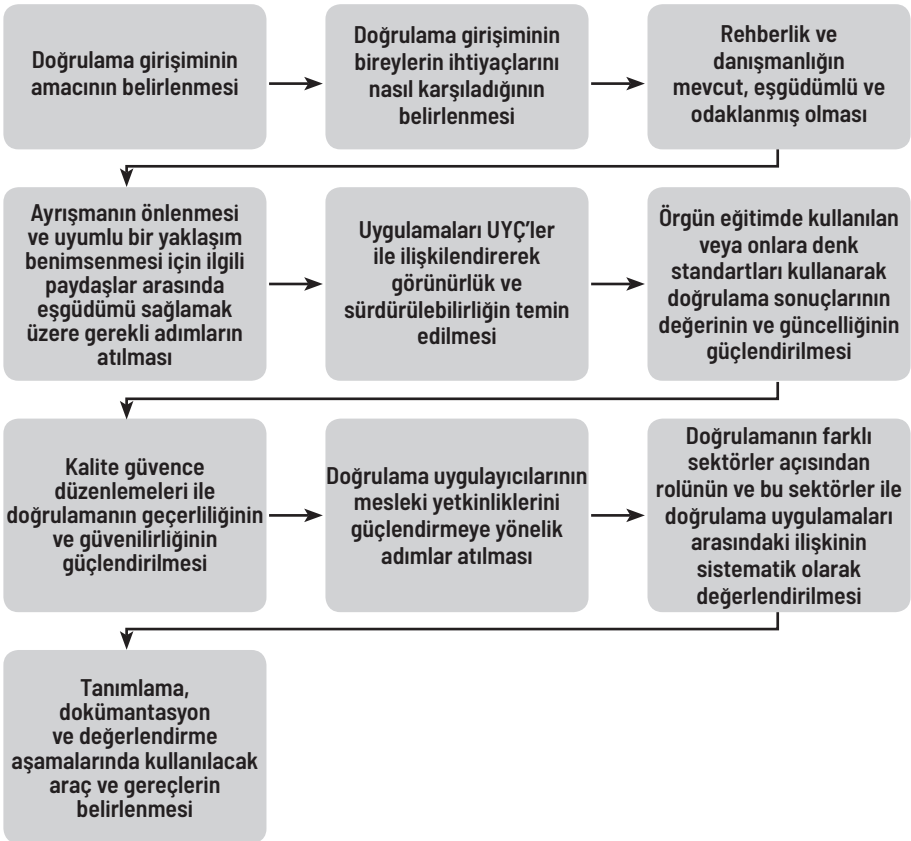 Doğrulama girişiminin
amacının belirlenmesi
Doğrulama girişiminin
bireylerin ihtiyaçlarını
nasıl karşıladığının
belirlenmesi
Rehberlik ve
danışmanlığın
mevcut, eşgüdümlü ve
odaklanmış olması
Ayrışmanın önlenmesi
ve uyumlu bir yaklaşım
benimsenmesi için ilgili
paydaşlar arasında
eşgüdümü sağlamak
üzere gerekli adımların
atılması
Uygulamaları UYÇ’ler
ile ilişkilendirerek
görünürlük ve
sürdürülebilirliğin temin
edilmesi
Örgün eğitimde kullanılan
veya onlara denk
standartları kullanarak
doğrulama sonuçlarının
değerinin ve güncelliğinin
güçlendirilmesi
Kalite güvence
düzenlemeleri ile
doğrulamanın geçerliliğinin
ve güvenilirliğinin
güçlendirilmesi
Doğrulama uygulayıcılarının
mesleki yetkinliklerini
güçlendirmeye yönelik
adımlar atılması
Doğrulamanın farklı
sektörler açısından
rolünün ve bu sektörler ile
doğrulama uygulamaları
arasındaki ilişkinin
sistematik olarak
değerlendirilmesi
Tanımlama,
dokümantasyon
ve değerlendirme
aşamalarında kullanılacak
araç ve gereçlerin
belirlenmesi